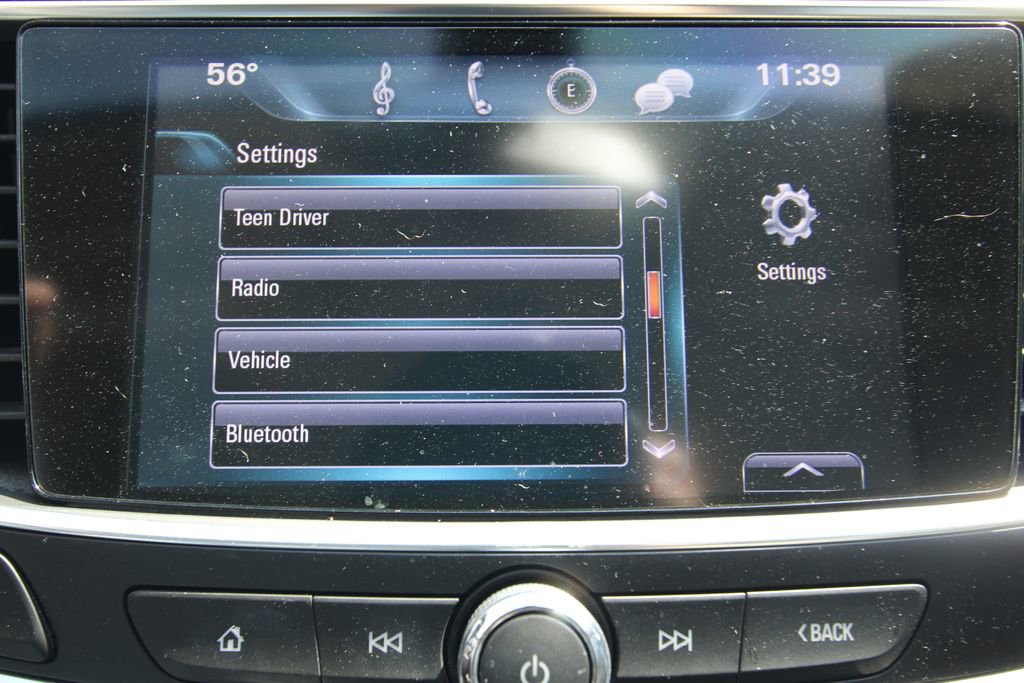 56° E 11:39
Settings
Teen Driver
Radio
Vehicle
Bluetooth
Settings
BACK